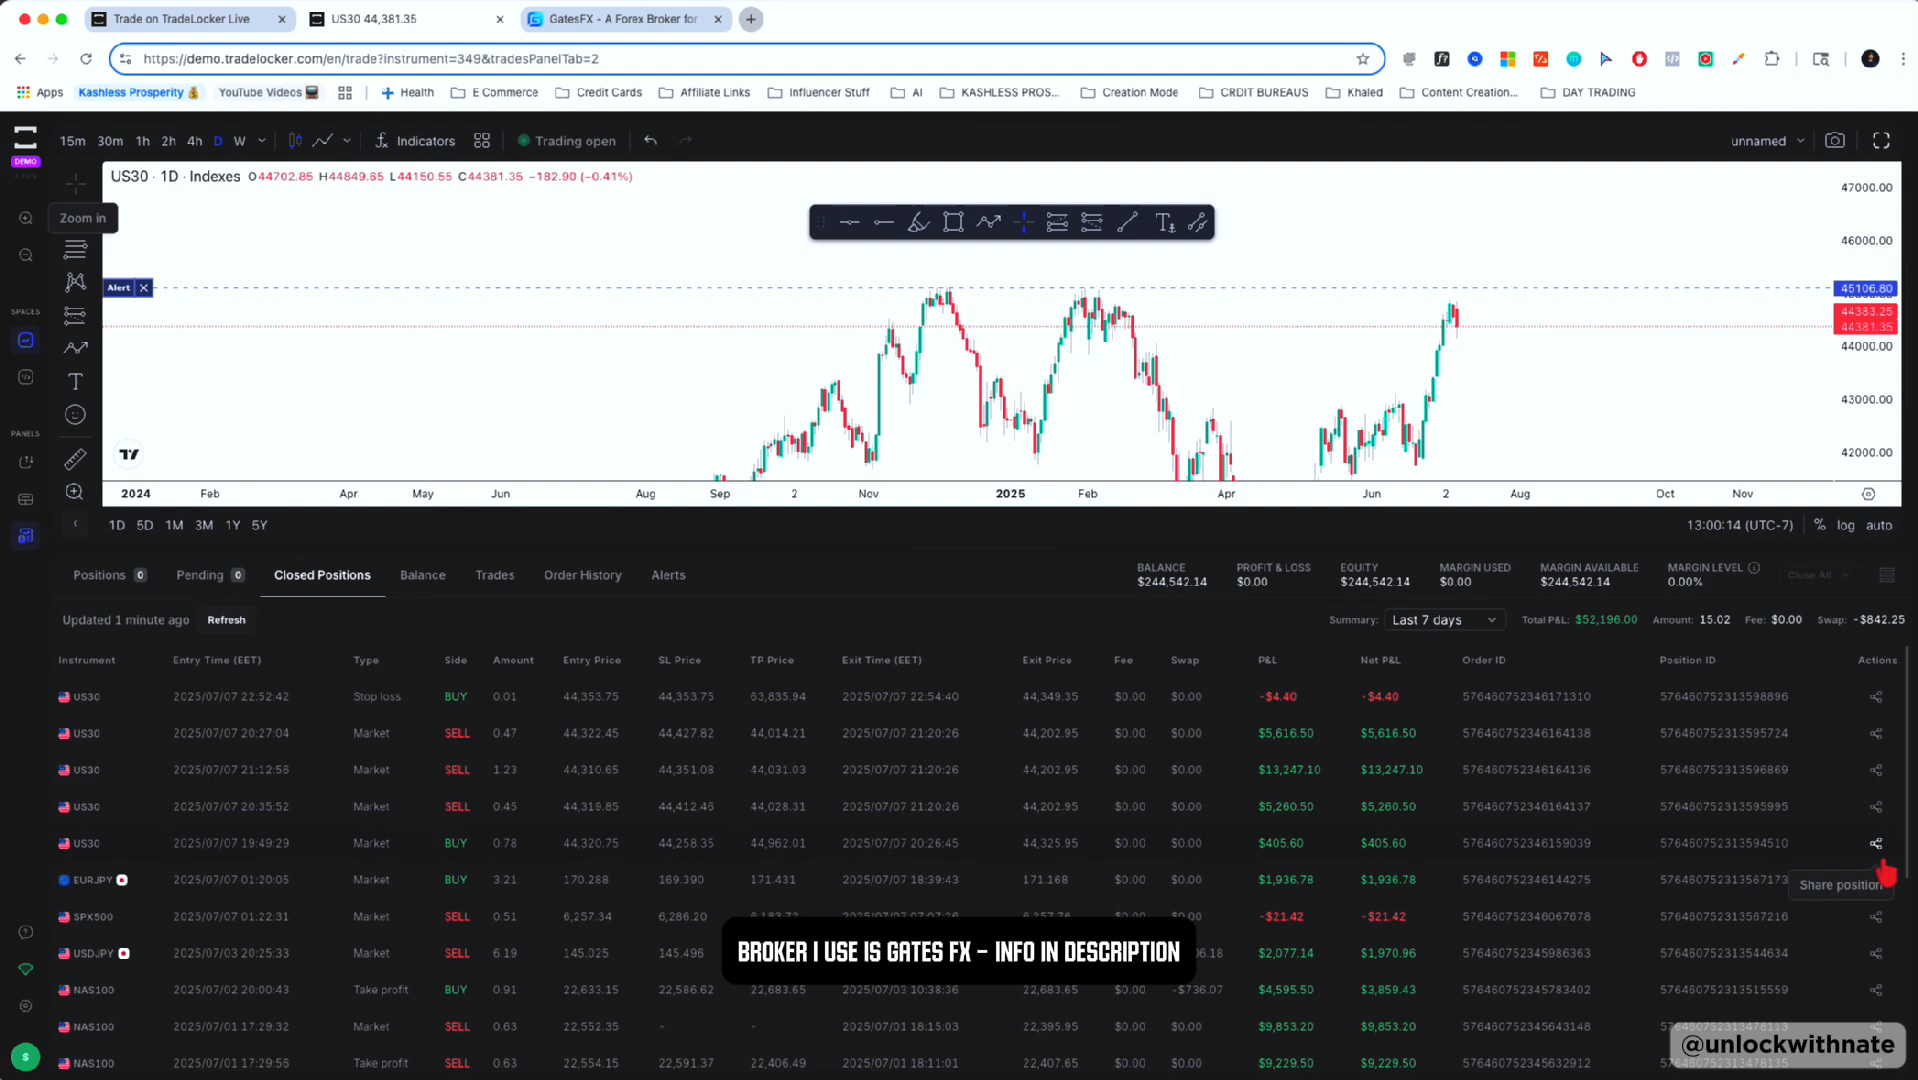 Trade on TradeLocker Live
US30 44,381.35
GatesFX - A Forex Broker for
https://demo.tradelocker.com/en/trade?instrument=349&tradesPanelTab=2
Apps
Kashless Prosperity
YouTube Videos
Health
E Commerce
Credit Cards
Affiliate Links
Influencer Stuff
AI
KASHLESS PROS...
Creation Mode
CRDIT BUREAUS
Khaled
Content Creation...
DAY TRADING
DEMO
15m 30m 1h 2h 4h D W
Indicators
Trading open
unnamed
US30 · 1D · Indexes O44702.85 H44849.65 L44150.55 C44381.35 −182.90 (−0.41%)
Zoom in
Alert
47000.00
46000.00
45106.80
44383.25
44381.35
44000.00
43000.00
42000.00
SPACES
PANELS
2024 Feb Apr May Jun Aug Sep 2 Nov 2025 Feb Apr Jun 2 Aug Oct Nov
1D 5D 1M 3M 1Y 5Y
13:00:14 (UTC-7) % log auto
Positions 0 Pending 0 Closed Positions Balance Trades Order History Alerts
BALANCE PROFIT & LOSS EQUITY MARGIN USED MARGIN AVAILABLE MARGIN LEVEL
$244,542.14 $0.00 $244,542.14 $0.00 $244,542.14 0.00%
Close All
Updated 1 minute ago Refresh
Summary: Last 7 days Total P&L: $52,196.00 Amount: 15.02 Fee: $0.00 Swap: -$842.25
Instrument Entry Time (EET) Type Side Amount Entry Price SL Price TP Price Exit Time (EET) Exit Price Fee Swap P&L Net P&L Order ID Position ID Actions
US30 2025/07/07 22:52:42 Stop loss BUY 0.01 44,353.75 44,353.75 63,835.94 2025/07/07 22:54:40 44,349.35 $0.00 $0.00 -$4.40 -$4.40 576460752346171310 576460752313598896
US30 2025/07/07 20:27:04 Market SELL 0.47 44,322.45 44,427.82 44,014.21 2025/07/07 21:20:26 44,202.95 $0.00 $0.00 $5,616.50 $5,616.50 576460752346164138 576460752313595724
US30 2025/07/07 21:12:56 Market SELL 1.23 44,310.65 44,351.08 44,031.03 2025/07/07 21:20:26 44,202.95 $0.00 $0.00 $13,247.10 $13,247.10 576460752346164136 576460752313596869
US30 2025/07/07 20:35:52 Market SELL 0.45 44,319.85 44,412.46 44,028.31 2025/07/07 21:20:26 44,202.95 $0.00 $0.00 $5,260.50 $5,260.50 576460752346164137 576460752313595995
US30 2025/07/07 19:49:29 Market BUY 0.78 44,320.75 44,258.35 44,962.01 2025/07/07 20:26:45 44,325.95 $0.00 $0.00 $405.60 $405.60 576460752346159039 576460752313594510
EURJPY 2025/07/07 01:20:05 Market BUY 3.21 170.288 169.390 171.431 2025/07/07 18:39:43 171.168 $0.00 $0.00 $1,936.78 $1,936.78 576460752346144275 576460752313567173
Share position
SPX500 2025/07/07 01:22:31 Market SELL 0.51 6,257.34 6,286.20 $0.00 $0.00 -$21.42 -$21.42 576460752346067678 576460752313567216
USDJPY 2025/07/04 Market SELL 6.19 145.025 145.496 $2,077.14 $1,970.96 576460752345986363 576460752313544634
NAS100 2025/07/02 20:00:43 Take profit BUY 0.91 22,633.15 22,586.62 22,683.65 2025/07/03 10:38:36 22,683.65 $0.00 -$736.07 $4,595.50 $3,859.43 576460752345783402 576460752313515559
NAS100 2025/07/01 17:29:32 Market SELL 0.63 22,552.35 - - 2025/07/01 18:15:03 22,395.95 $0.00 $0.00 $9,853.20 $9,853.20 576460752345643148
NAS100 2025/07/01 17:29:56 Take profit SELL 0.63 22,554.15 22,591.37 22,406.49 2025/07/01 18:11:01 22,407.65 $0.00 $0.00 $9,229.50 $9,229.50 576460752345632912
BROKER I USE IS GATES FX - INFO IN DESCRIPTION
@unlockwithnate